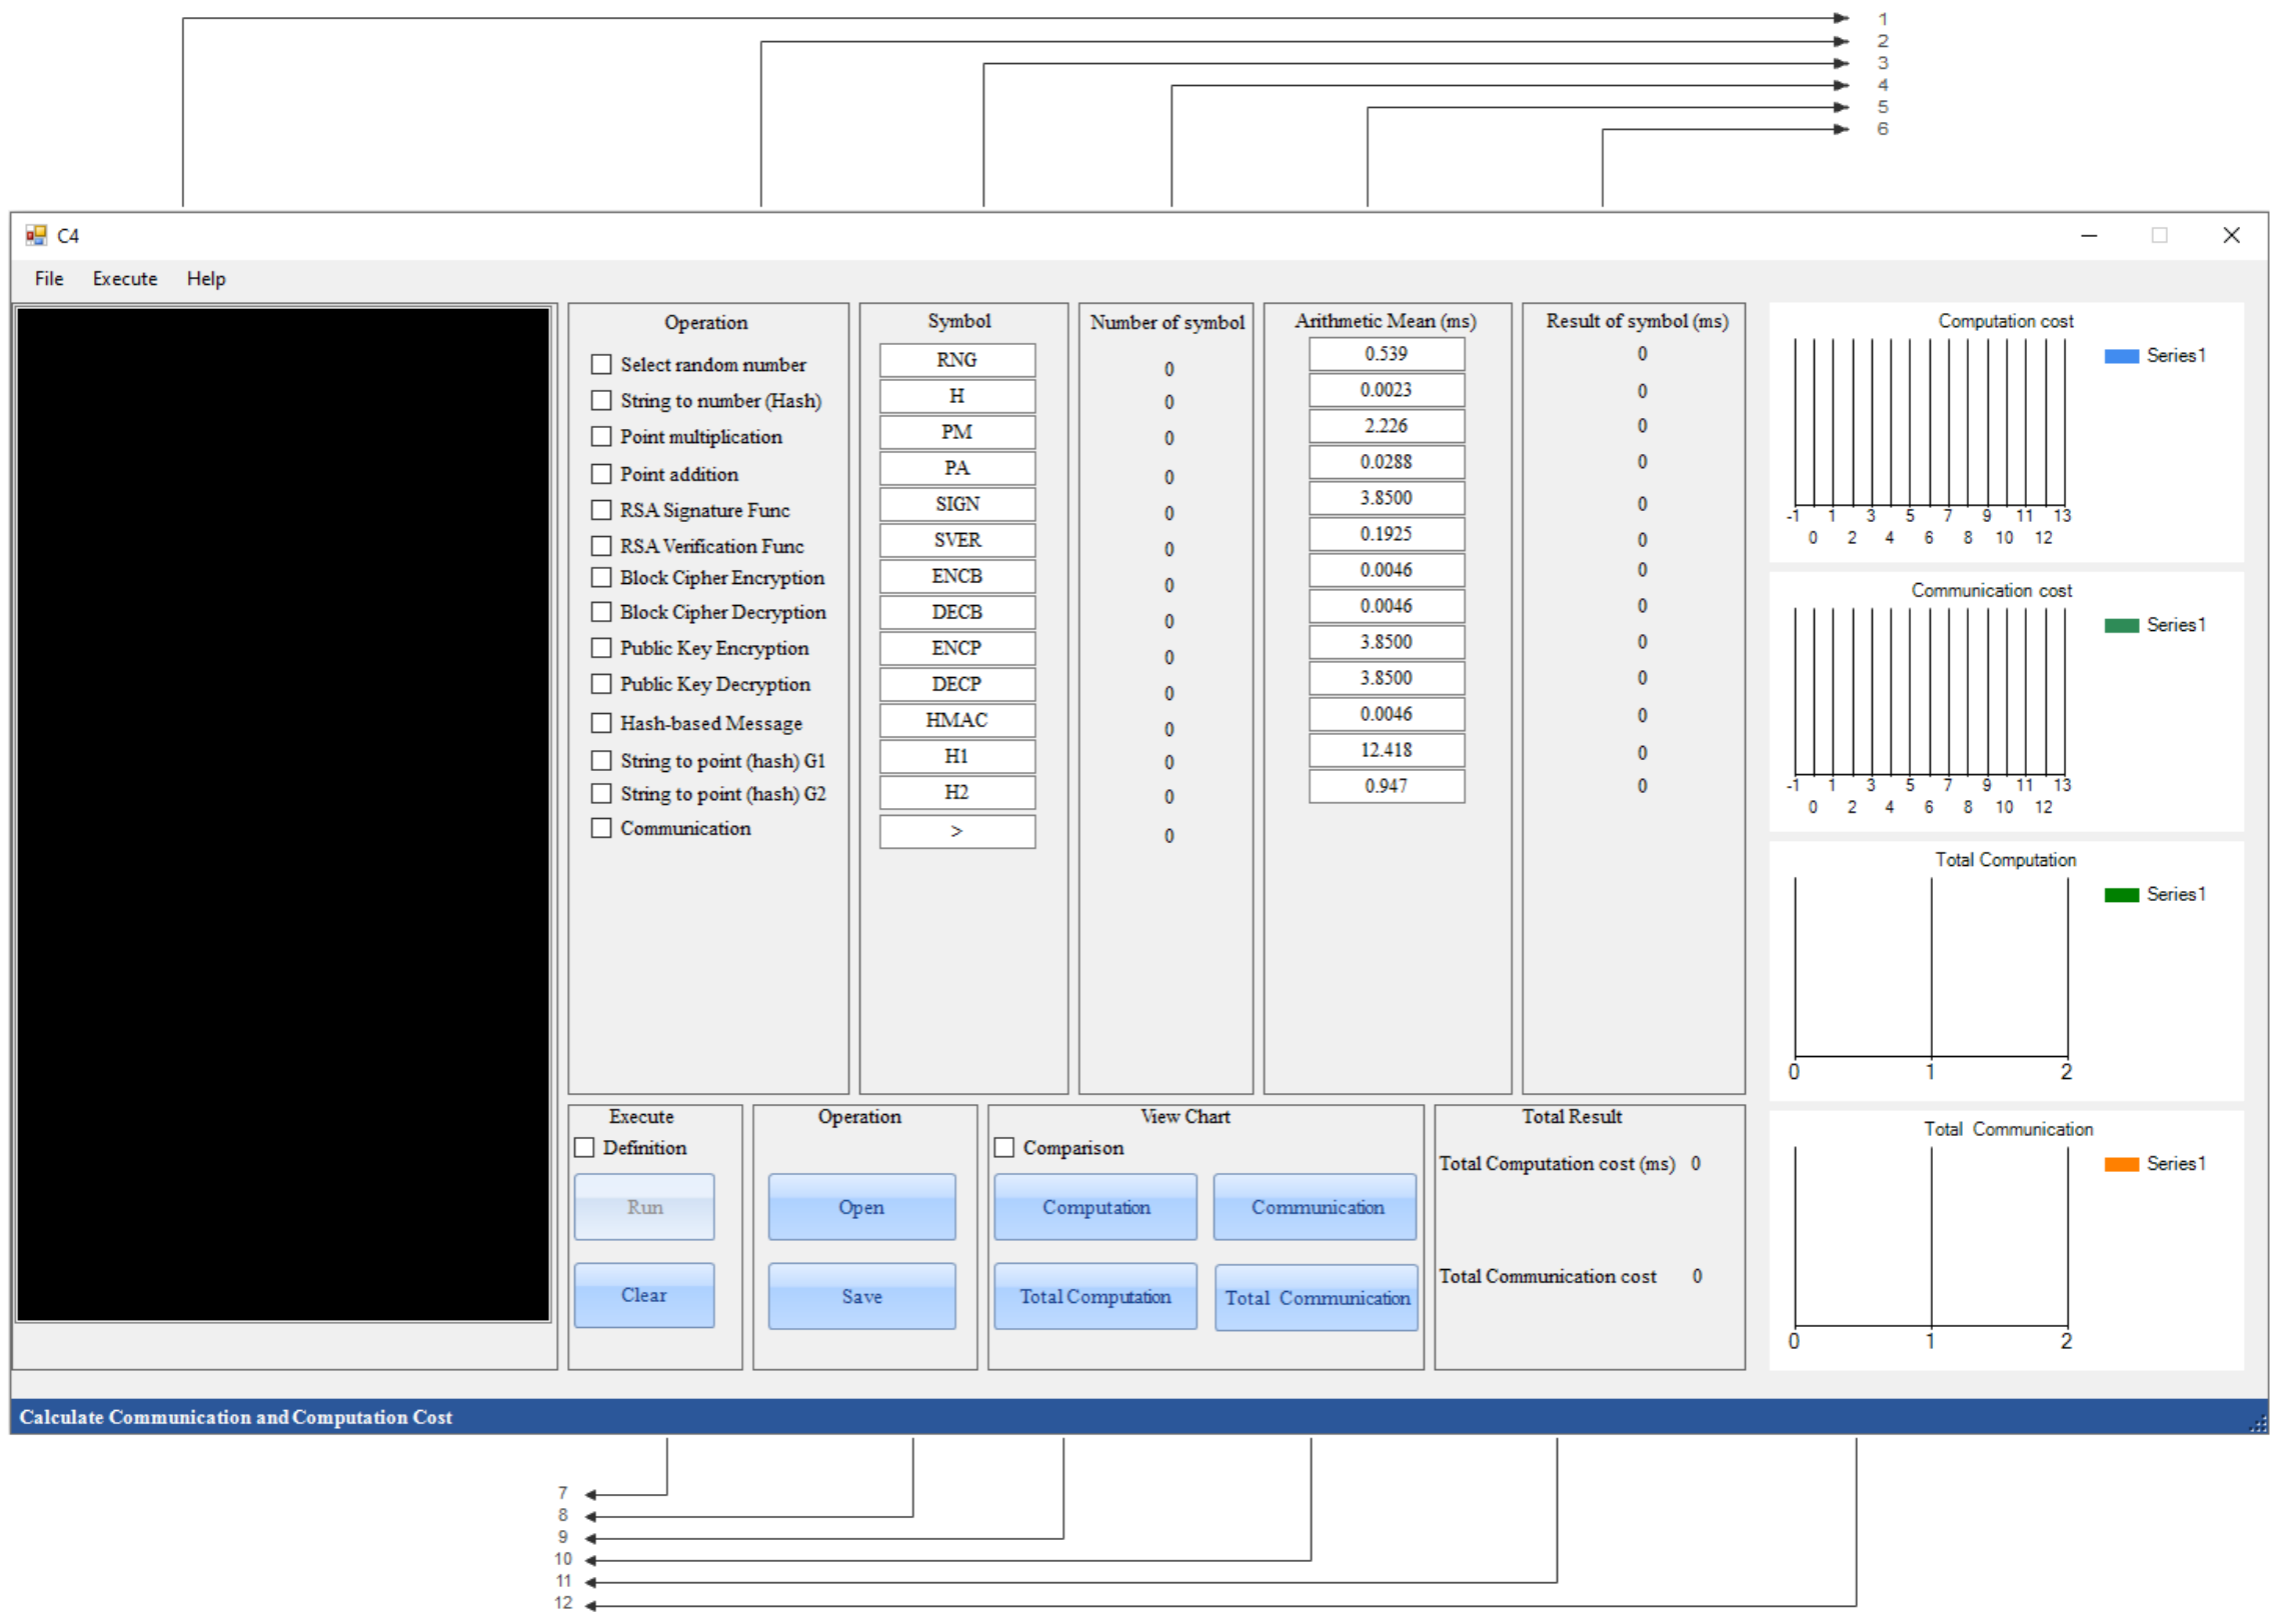 1
2
3
4
5
6
C4
File Execute Help
Operation
Select random number
String to number (Hash)
Point multiplication
Point addition
RSA Signature Func
RSA Verification Func
Block Cipher Encryption
Block Cipher Decryption
Public Key Encryption
Public Key Decryption
Hash-based Message
String to point (hash) G1
String to point (hash) G2
Communication
Symbol
RNG
H
PM
PA
SIGN
SVER
ENCB
DECB
ENCP
DECP
HMAC
H1
H2
>
Number of symbol
0
0
0
0
0
0
0
0
0
0
0
0
0
0
Arithmetic Mean (ms)
0.539
0.0023
2.226
0.0288
3.8500
0.1925
0.0046
0.0046
3.8500
3.8500
0.0046
12.418
0.947
Result of symbol (ms)
0
0
0
0
0
0
0
0
0
0
0
0
0
Computation cost
Series1
-1 1 3 5 7 9 11 13
0 2 4 6 8 10 12
Communication cost
Series1
-1 1 3 5 7 9 11 13
0 2 4 6 8 10 12
Total Computation
Series1
0 1 2
Total Communication
Series1
0 1 2
Execute
Definition
Run
Clear
Operation
Open
Save
View Chart
Comparison
Computation Communication
Total Computation Total Communication
Total Result
Total Computation cost (ms) 0
Total Communication cost 0
Calculate Communication and Computation Cost
7
8
9
10
11
12